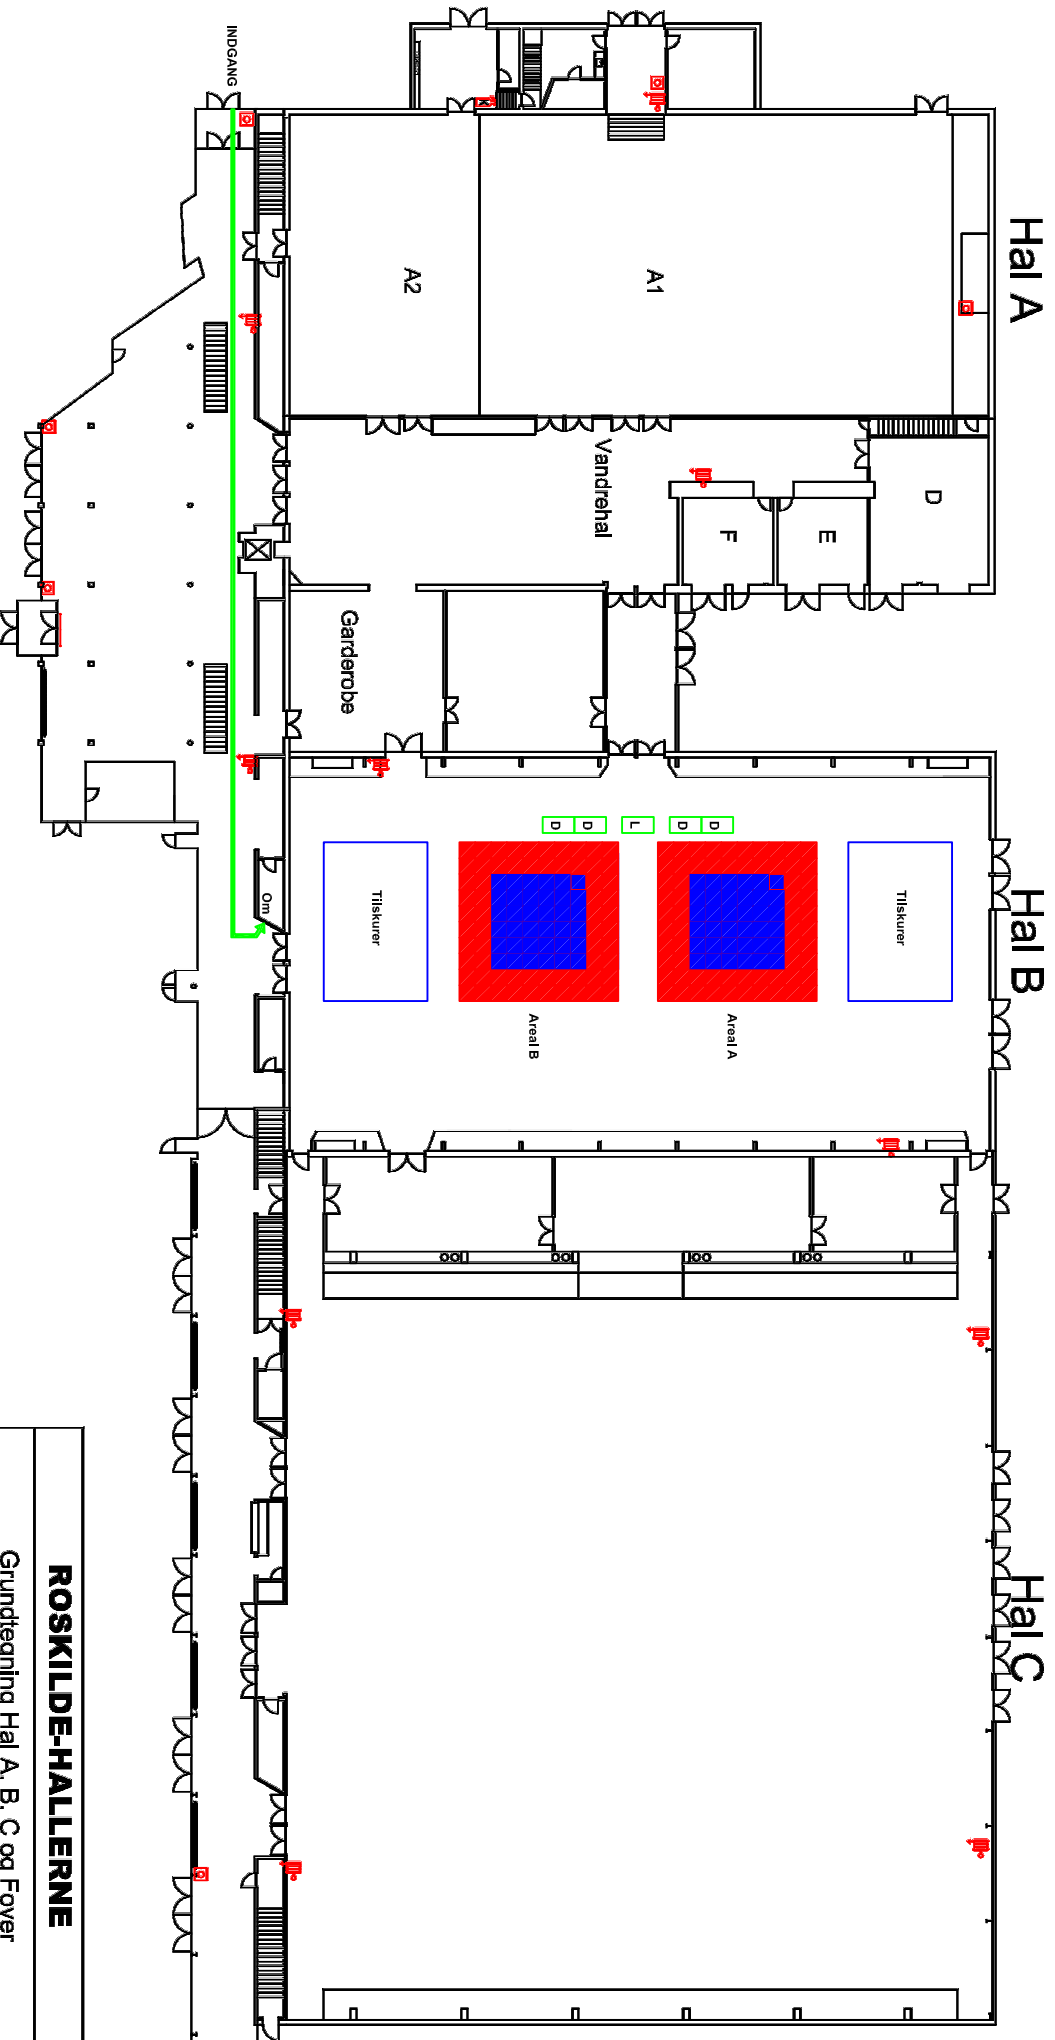 Hal A
Hal B
Hal C
INDGANG
A1
A2
Vandrehal
D
E
F
Garderobe
Om
D
D
L
D
D
Tilskurer
Tilskurer
Areal A
Areal B
ROSKILDE-HALLERNE
Grundtegning Hal A, B, C og Foyer